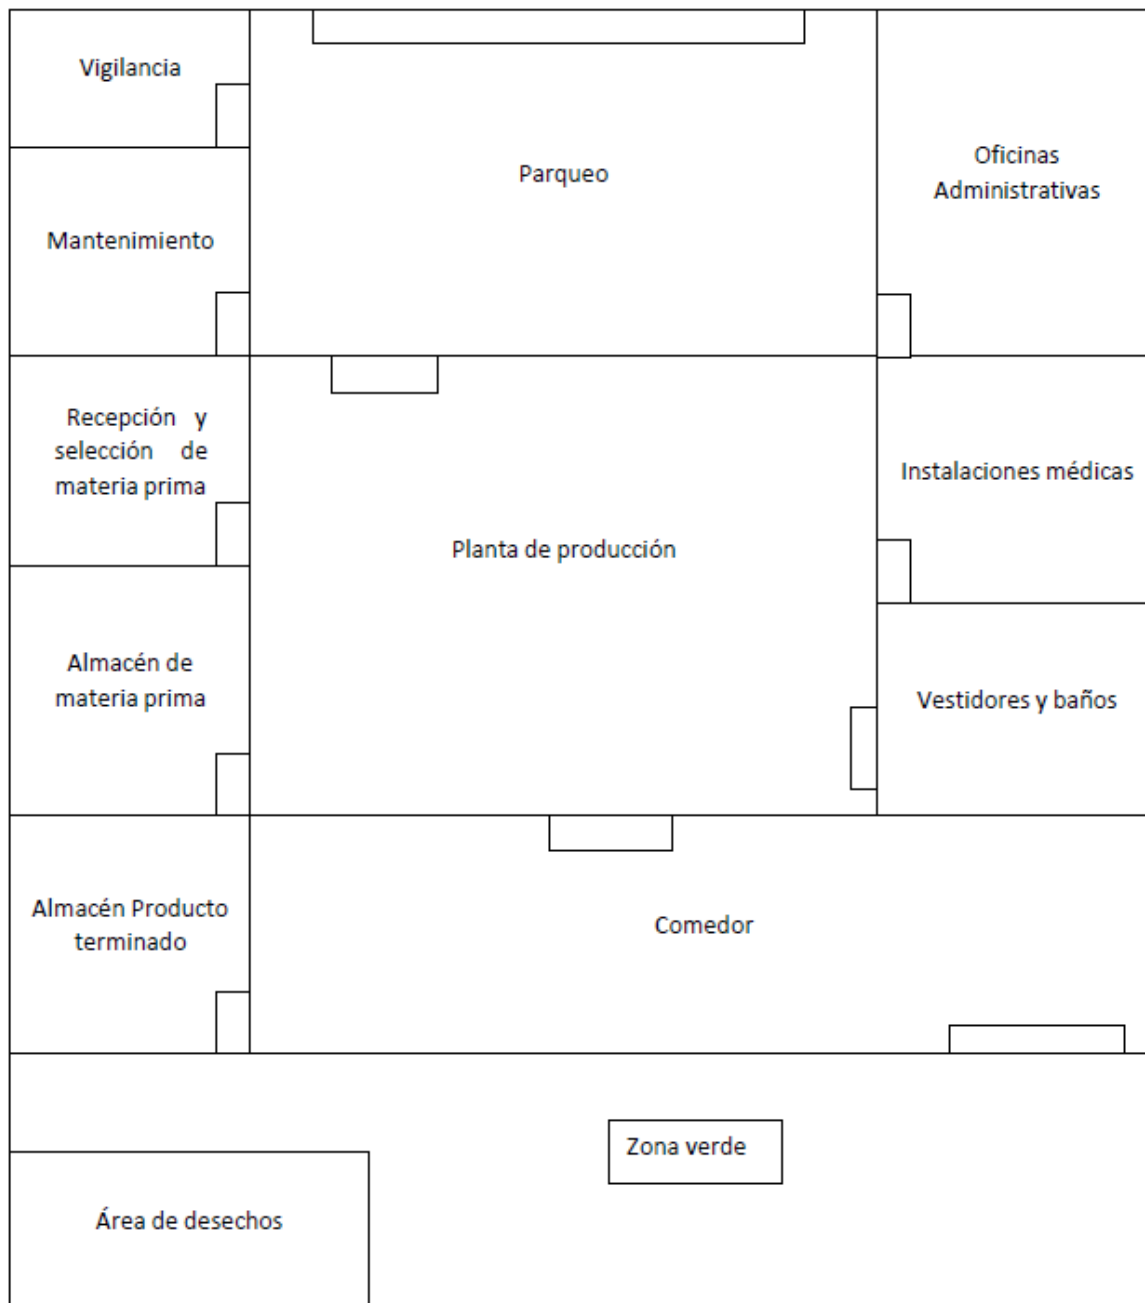 Vigilancia
Parqueo
Oficinas
Administrativas
Mantenimiento
Recepción y
selección de
materia prima
Instalaciones médicas
Planta de producción
Almacén de
materia prima
Vestidores y baños
Almacén Producto
terminado
Comedor
Zona verde
Área de desechos